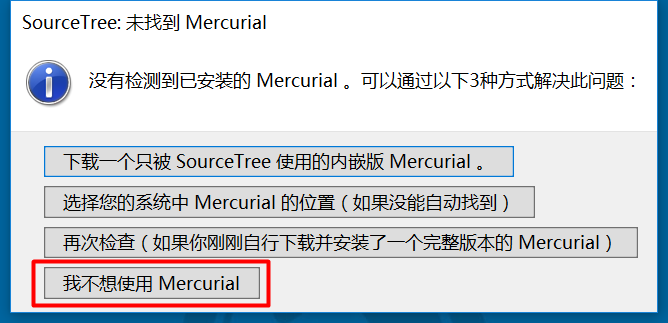 SourceTree: 未找到 Mercurial
没有检测到已安装的 Mercurial 。可以通过以下3种方式解决此问题：
下载一个只被 SourceTree 使用的内嵌版 Mercurial 。
选择您的系统中 Mercurial 的位置（如果没能自动找到）
再次检查（如果你刚刚自行下载并安装了一个完整版本的 Mercurial）
我不想使用 Mercurial